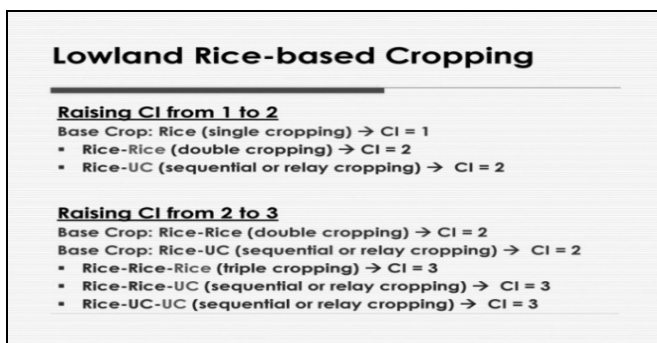 Lowland Rice-based Cropping
Raising CI from 1 to 2
Base Crop: Rice (single cropping) → CI = 1
▪ Rice-Rice (double cropping) → CI = 2
▪ Rice-UC (sequential or relay cropping) → CI = 2
Raising CI from 2 to 3
Base Crop: Rice-Rice (double cropping) → CI = 2
Base Crop: Rice-UC (sequential or relay cropping) → CI = 2
▪ Rice-Rice-Rice (triple cropping) → CI = 3
▪ Rice-Rice-UC (sequential or relay cropping) → CI = 3
▪ Rice-UC-UC (sequential or relay cropping) → CI = 3